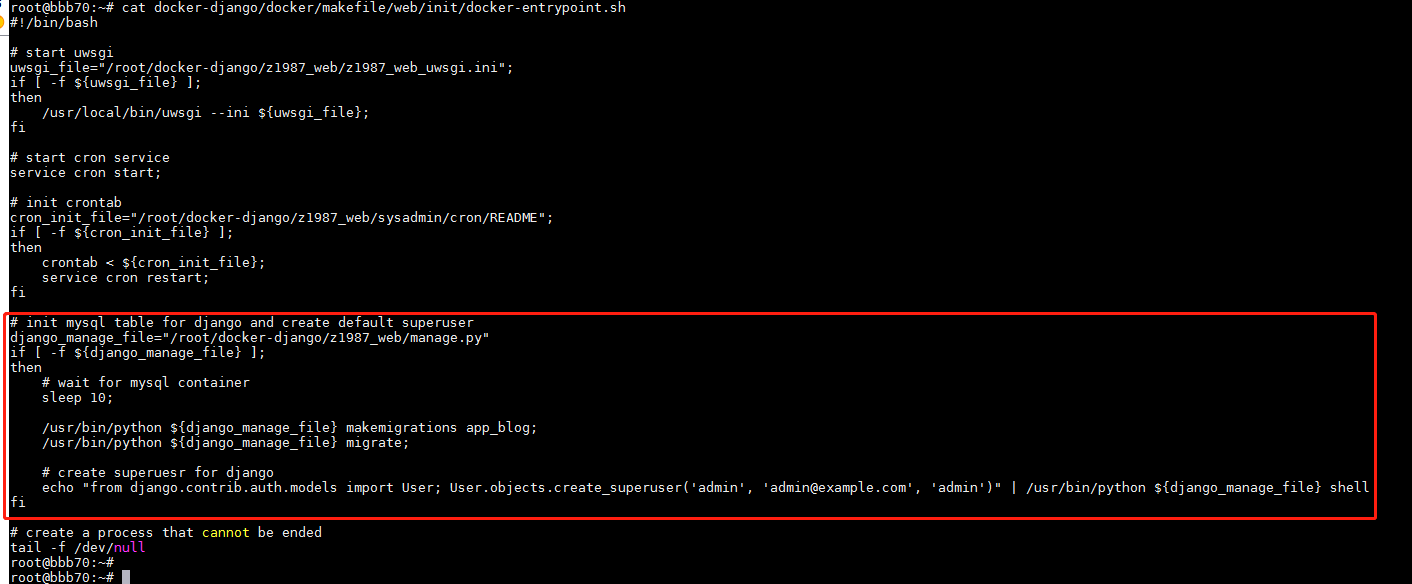 root@bbb70:~# cat docker-django/docker/makefile/web/init/docker-entrypoint.sh
#!/bin/bash

# start uwsgi
uwsgi_file="/root/docker-django/z1987_web/z1987_web_uwsgi.ini";
if [ -f ${uwsgi_file} ];
then
    /usr/local/bin/uwsgi --ini ${uwsgi_file};
fi

# start cron service
service cron start;

# init crontab
cron_init_file="/root/docker-django/z1987_web/sysadmin/cron/README";
if [ -f ${cron_init_file} ];
then
    crontab < ${cron_init_file};
    service cron restart;
fi

# init mysql table for django and create default superuser
django_manage_file="/root/docker-django/z1987_web/manage.py"
if [ -f ${django_manage_file} ];
then
    # wait for mysql container
    sleep 10;

    /usr/bin/python ${django_manage_file} makemigrations app_blog;
    /usr/bin/python ${django_manage_file} migrate;

    # create superuesr for django
    echo "from django.contrib.auth.models import User; User.objects.create_superuser('admin', 'admin@example.com', 'admin')" | /usr/bin/python ${django_manage_file} shell
fi

# create a process that cannot be ended
tail -f /dev/null
root@bbb70:~#
root@bbb70:~#